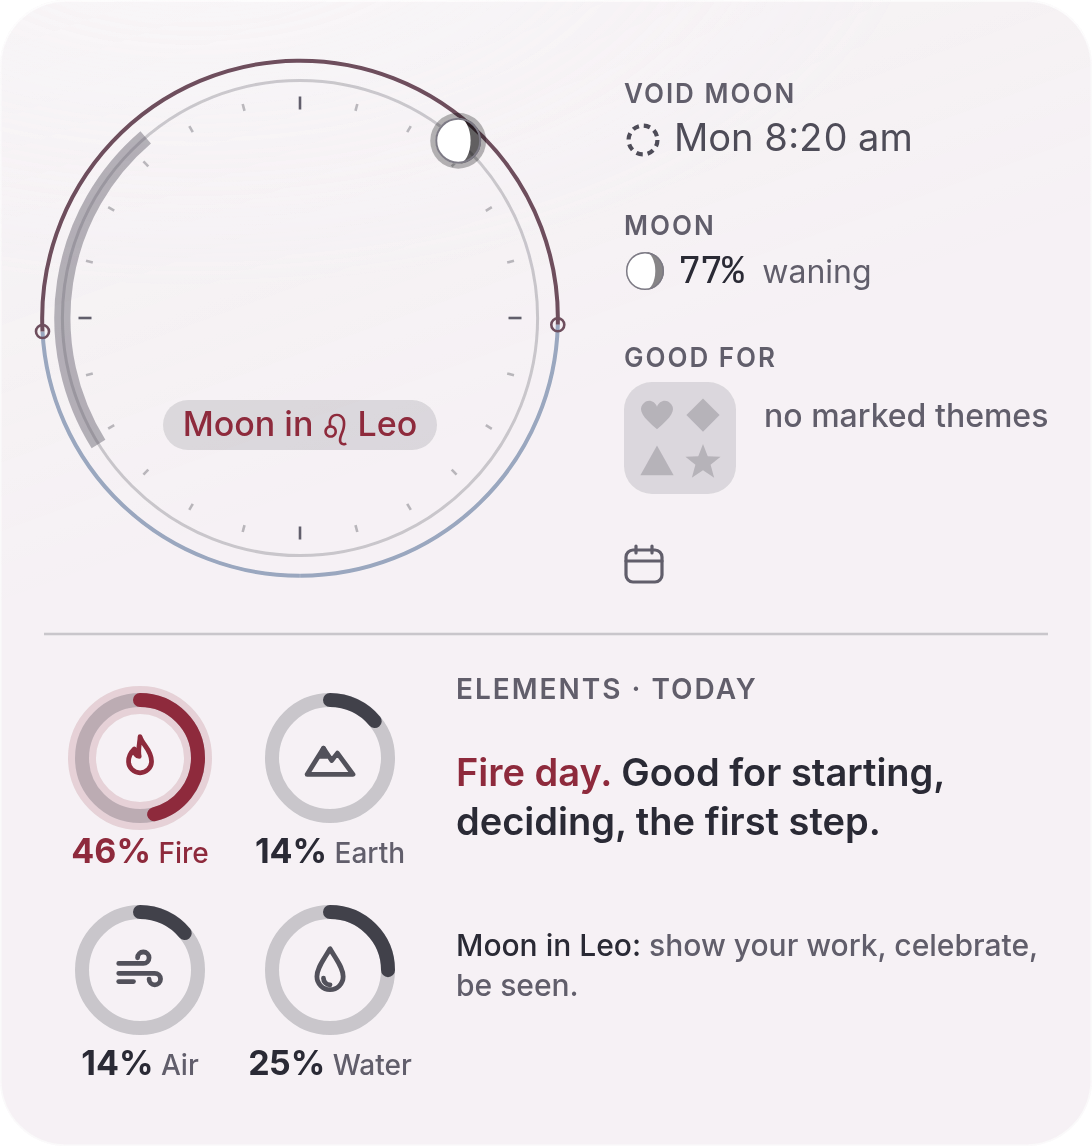 VOID MOON
Mon 8:20 am
MOON
77% waning
GOOD FOR
no marked themes
Moon in ♌ Leo
ELEMENTS · TODAY
Fire day. Good for starting,
deciding, the first step.
46% Fire
14% Earth
Moon in Leo: show your work, celebrate,
be seen.
14% Air
25% Water